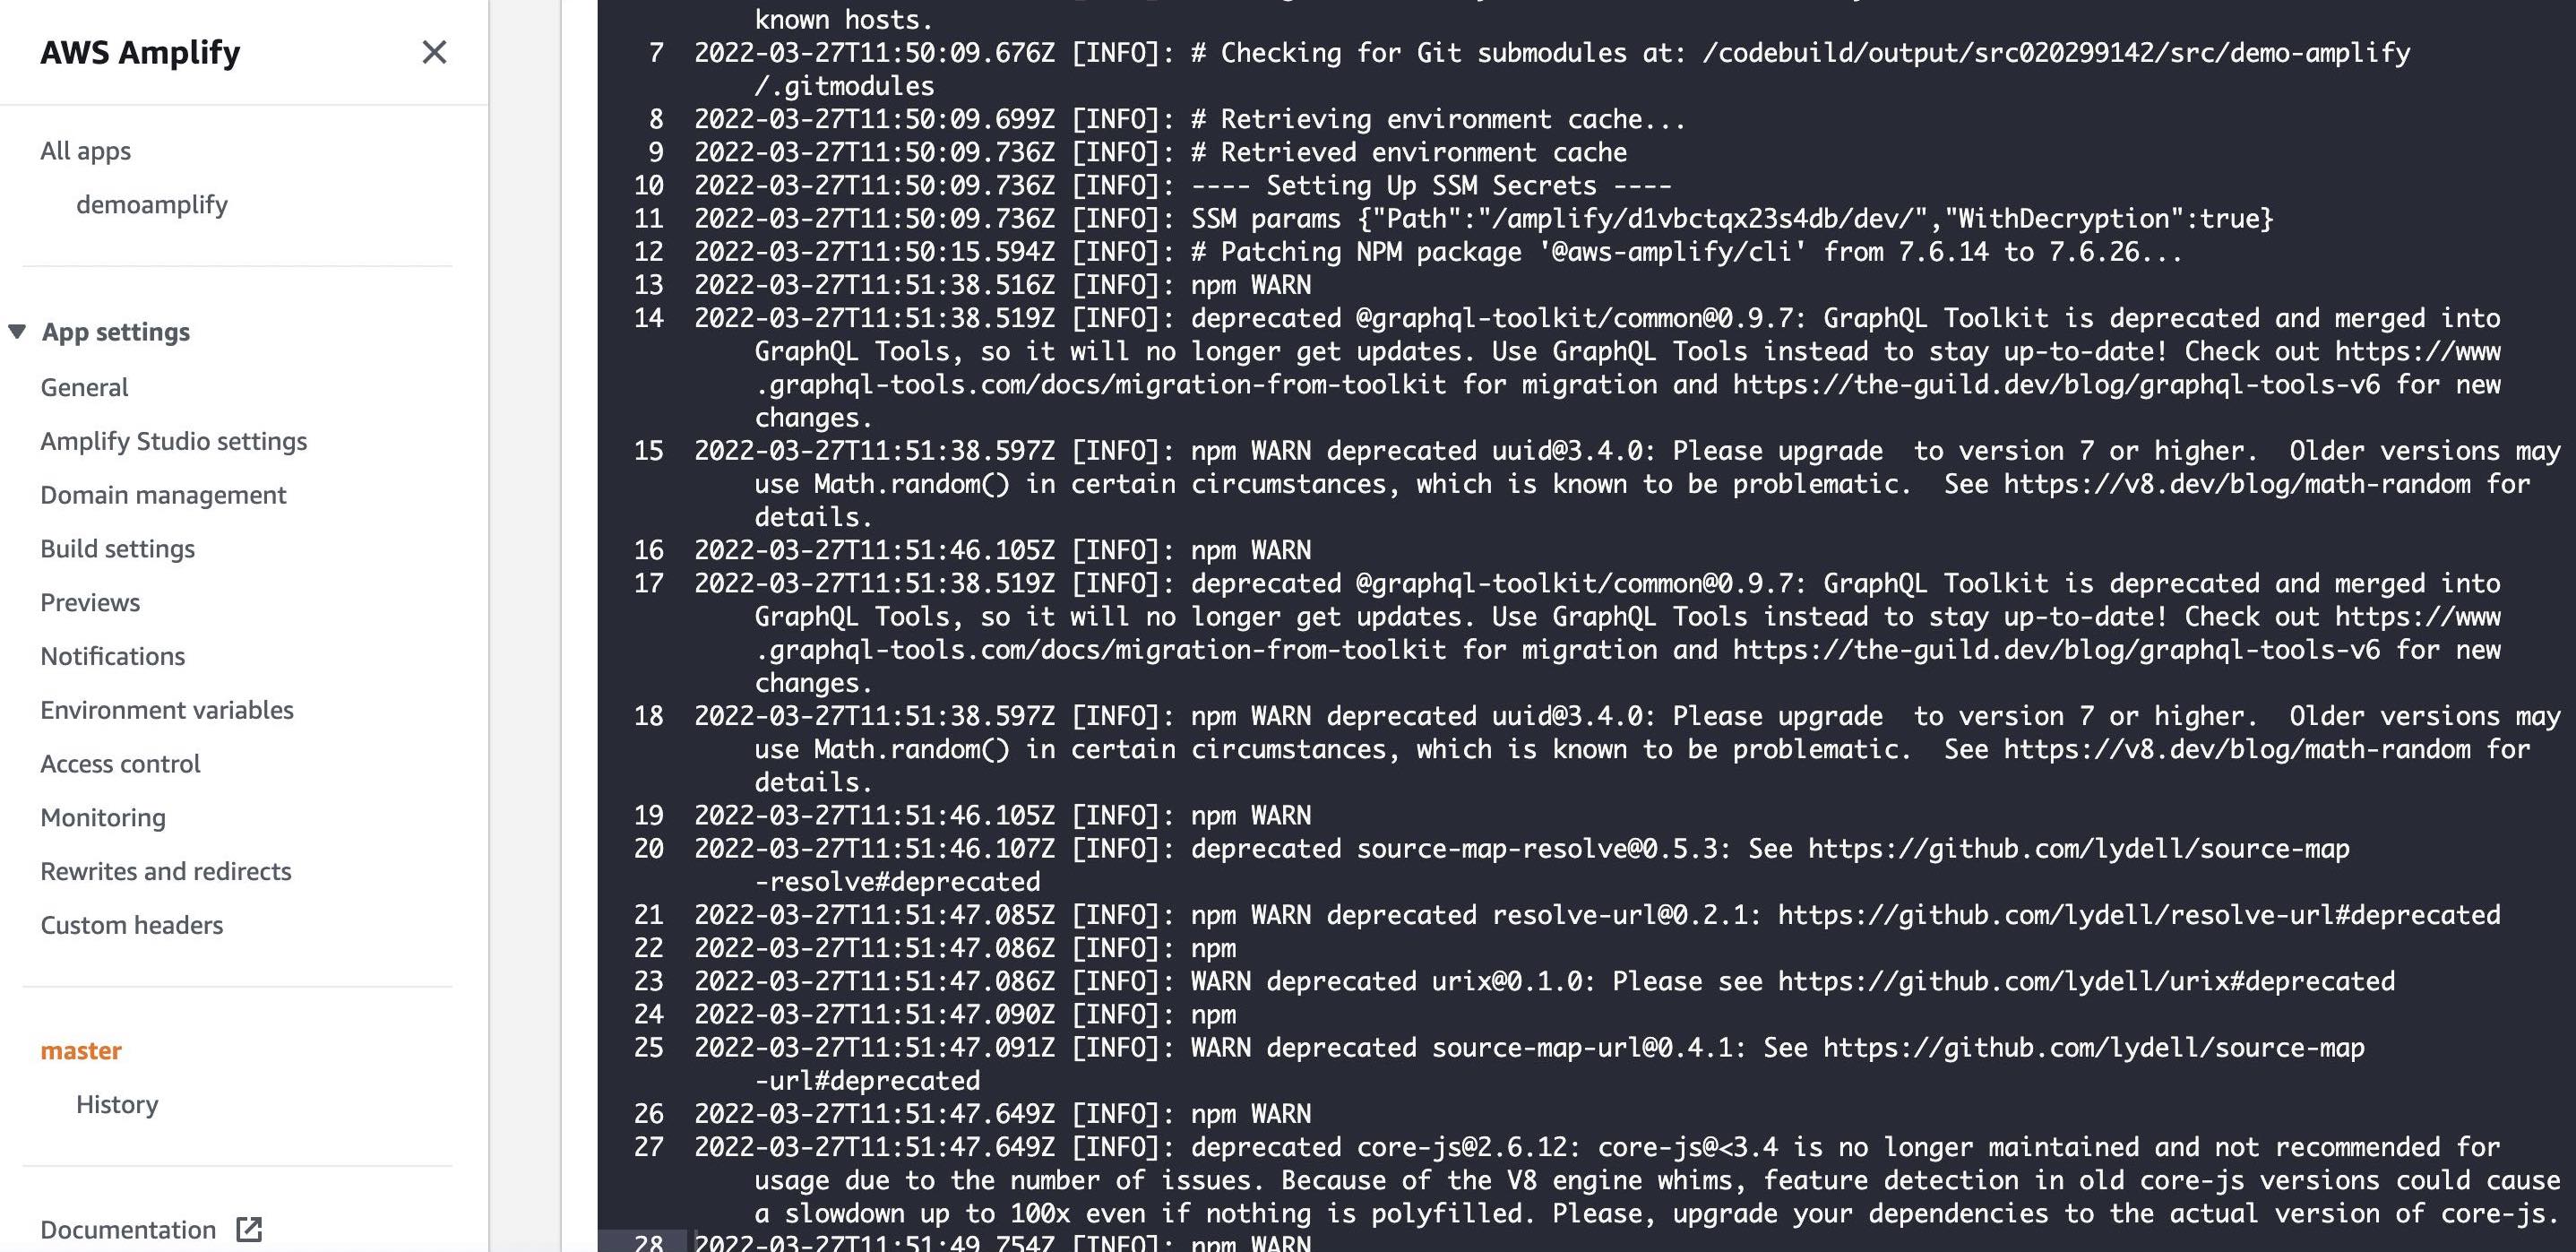 AWS Amplify
All apps
demoamplify
App settings
General
Amplify Studio settings
Domain management
Build settings
Previews
Notifications
Environment variables
Access control
Monitoring
Rewrites and redirects
Custom headers
master
History
Documentation
known hosts.
7 2022-03-27T11:50:09.676Z [INFO]: # Checking for Git submodules at: /codebuild/output/src020299142/src/demo-amplify
/.gitmodules
8 2022-03-27T11:50:09.699Z [INFO]: # Retrieving environment cache...
9 2022-03-27T11:50:09.736Z [INFO]: # Retrieved environment cache
10 2022-03-27T11:50:09.736Z [INFO]: ---- Setting Up SSM Secrets ----
11 2022-03-27T11:50:09.736Z [INFO]: SSM params {"Path":"/amplify/d1vbctqx23s4db/dev/","WithDecryption":true}
12 2022-03-27T11:50:15.594Z [INFO]: # Patching NPM package '@aws-amplify/cli' from 7.6.14 to 7.6.26...
13 2022-03-27T11:51:38.516Z [INFO]: npm WARN
14 2022-03-27T11:51:38.519Z [INFO]: deprecated @graphql-toolkit/common@0.9.7: GraphQL Toolkit is deprecated and merged into
GraphQL Tools, so it will no longer get updates. Use GraphQL Tools instead to stay up-to-date! Check out https://www
.graphql-tools.com/docs/migration-from-toolkit for migration and https://the-guild.dev/blog/graphql-tools-v6 for new
changes.
15 2022-03-27T11:51:38.597Z [INFO]: npm WARN deprecated uuid@3.4.0: Please upgrade  to version 7 or higher.  Older versions may
use Math.random() in certain circumstances, which is known to be problematic.  See https://v8.dev/blog/math-random for
details.
16 2022-03-27T11:51:46.105Z [INFO]: npm WARN
17 2022-03-27T11:51:38.519Z [INFO]: deprecated @graphql-toolkit/common@0.9.7: GraphQL Toolkit is deprecated and merged into
GraphQL Tools, so it will no longer get updates. Use GraphQL Tools instead to stay up-to-date! Check out https://www
.graphql-tools.com/docs/migration-from-toolkit for migration and https://the-guild.dev/blog/graphql-tools-v6 for new
changes.
18 2022-03-27T11:51:38.597Z [INFO]: npm WARN deprecated uuid@3.4.0: Please upgrade  to version 7 or higher.  Older versions may
use Math.random() in certain circumstances, which is known to be problematic.  See https://v8.dev/blog/math-random for
details.
19 2022-03-27T11:51:46.105Z [INFO]: npm WARN
20 2022-03-27T11:51:46.107Z [INFO]: deprecated source-map-resolve@0.5.3: See https://github.com/lydell/source-map
-resolve#deprecated
21 2022-03-27T11:51:47.085Z [INFO]: npm WARN deprecated resolve-url@0.2.1: https://github.com/lydell/resolve-url#deprecated
22 2022-03-27T11:51:47.086Z [INFO]: npm
23 2022-03-27T11:51:47.086Z [INFO]: WARN deprecated urix@0.1.0: Please see https://github.com/lydell/urix#deprecated
24 2022-03-27T11:51:47.090Z [INFO]: npm
25 2022-03-27T11:51:47.091Z [INFO]: WARN deprecated source-map-url@0.4.1: See https://github.com/lydell/source-map
-url#deprecated
26 2022-03-27T11:51:47.649Z [INFO]: npm WARN
27 2022-03-27T11:51:47.649Z [INFO]: deprecated core-js@2.6.12: core-js@<3.4 is no longer maintained and not recommended for
usage due to the number of issues. Because of the V8 engine whims, feature detection in old core-js versions could cause
a slowdown up to 100x even if nothing is polyfilled. Please, upgrade your dependencies to the actual version of core-js.
28 2022-03-27T11:51:49.754Z [INFO]: npm WARN